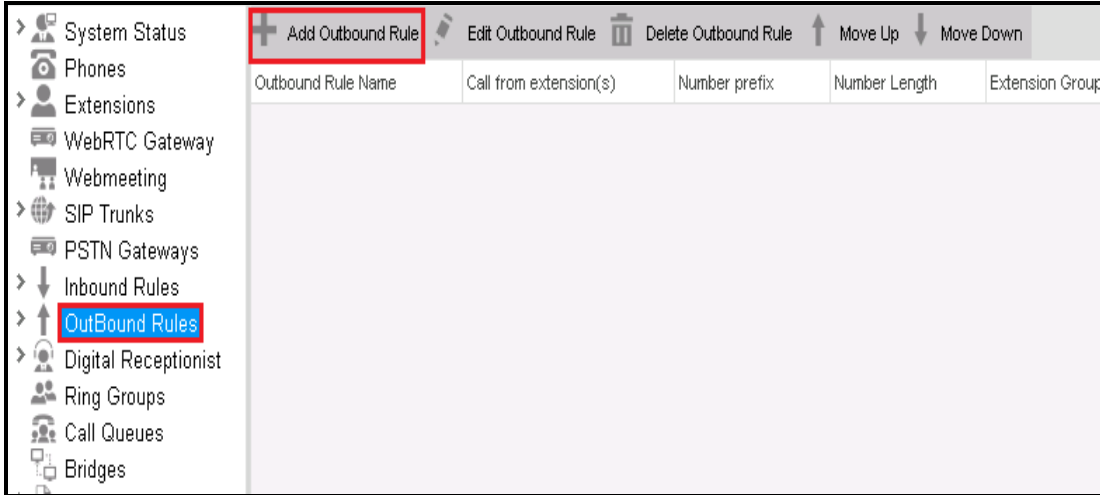 System Status
Phones
Extensions
WebRTC Gateway
Webmeeting
SIP Trunks
PSTN Gateways
Inbound Rules
OutBound Rules
Digital Receptionist
Ring Groups
Call Queues
Bridges
Add Outbound Rule Edit Outbound Rule Delete Outbound Rule Move Up Move Down
Outbound Rule Name Call from extension(s) Number prefix Number Length Extension Group